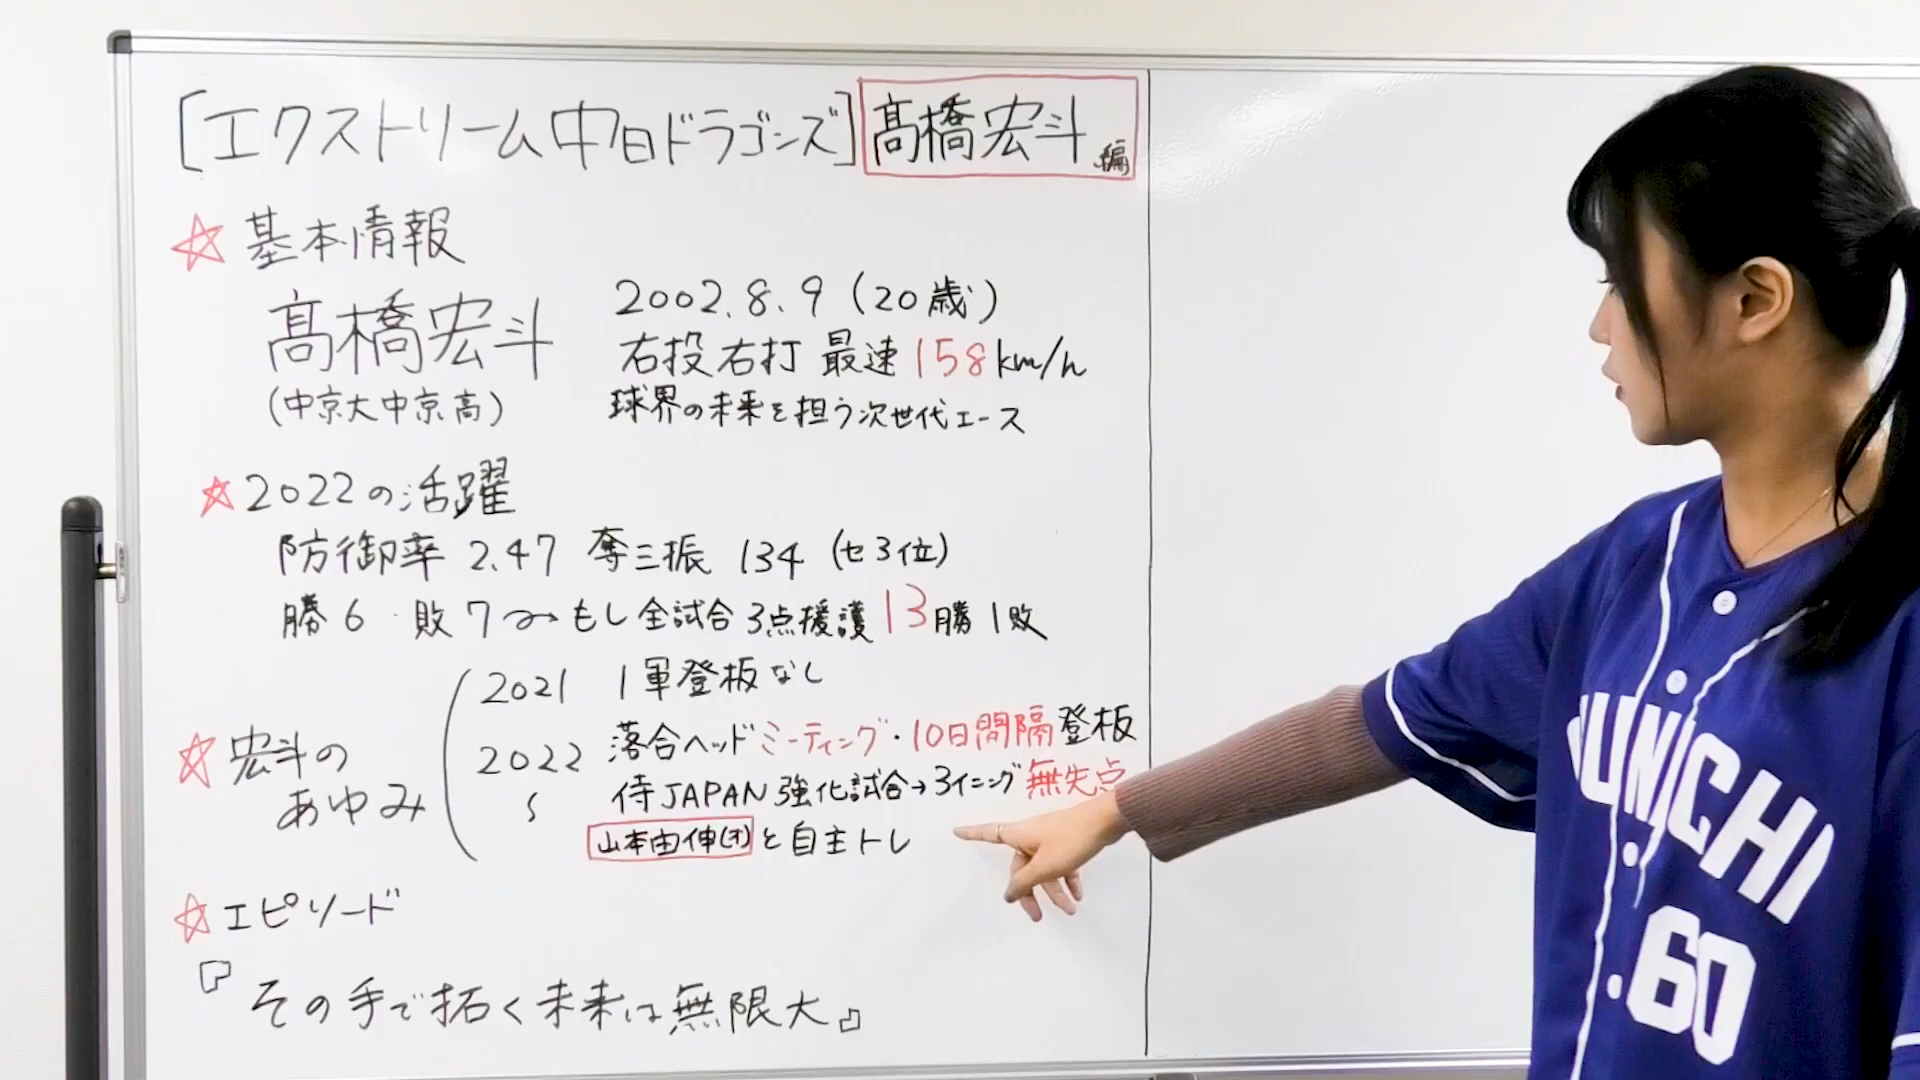 [エクストリーム中日ドラゴンズ] 髙橋宏斗編
☆基本情報
髙橋宏斗
(中京大中京高)
2002.8.9 (20歳)
右投右打 最速158km/h
球界の未来を担う次世代エース
☆2022の活躍
防御率 2.47 奪三振 134 (セ3位)
勝6・敗7 〜 もし全試合3点援護 13勝1敗
☆宏斗のあゆみ
2021 1軍登板なし
2022 落合ヘッドミーティング・10日間隔登板
侍JAPAN強化試合→3イニング無失点
山本由伸(オ)と自主トレ
☆エピソード
『その手で拓く未来は無限大』
UNICHI
60